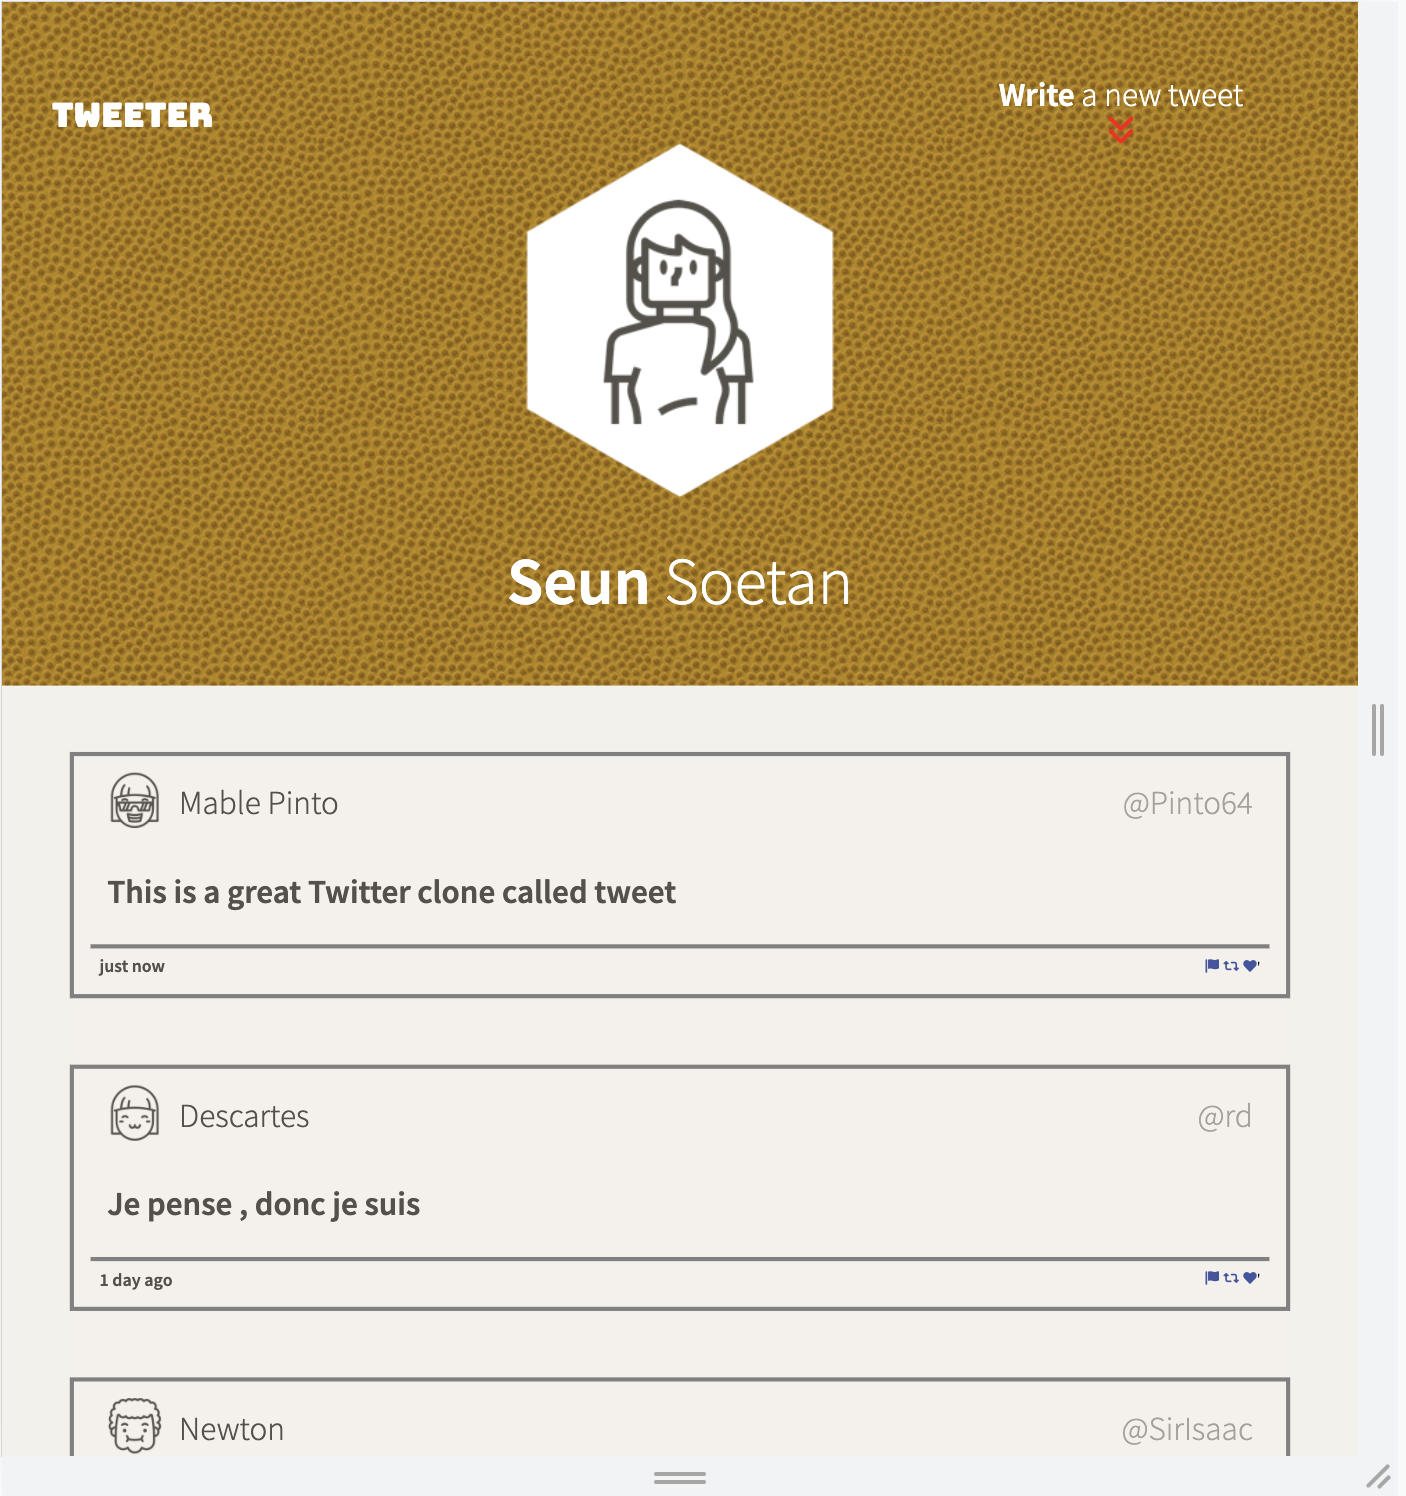 TWEETER
Write a new tweet
Seun Soetan
Mable Pinto @Pinto64
This is a great Twitter clone called tweet
just now
Descartes @rd
Je pense , donc je suis
1 day ago
Newton @SirIsaac